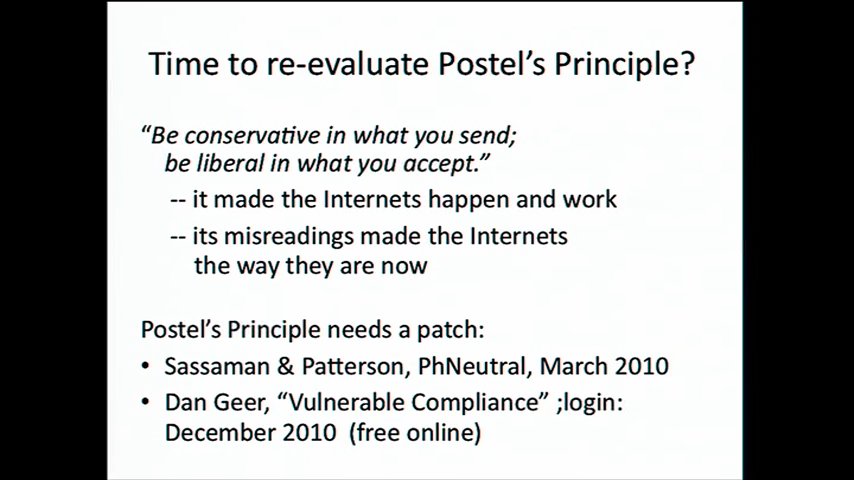 Time to re-evaluate Postel’s Principle?
“Be conservative in what you send;
be liberal in what you accept.”
-- it made the Internets happen and work
-- its misreadings made the Internets
the way they are now
Postel’s Principle needs a patch:
• Sassaman & Patterson, PhNeutral, March 2010
• Dan Geer, “Vulnerable Compliance” ;login:
December 2010 (free online)